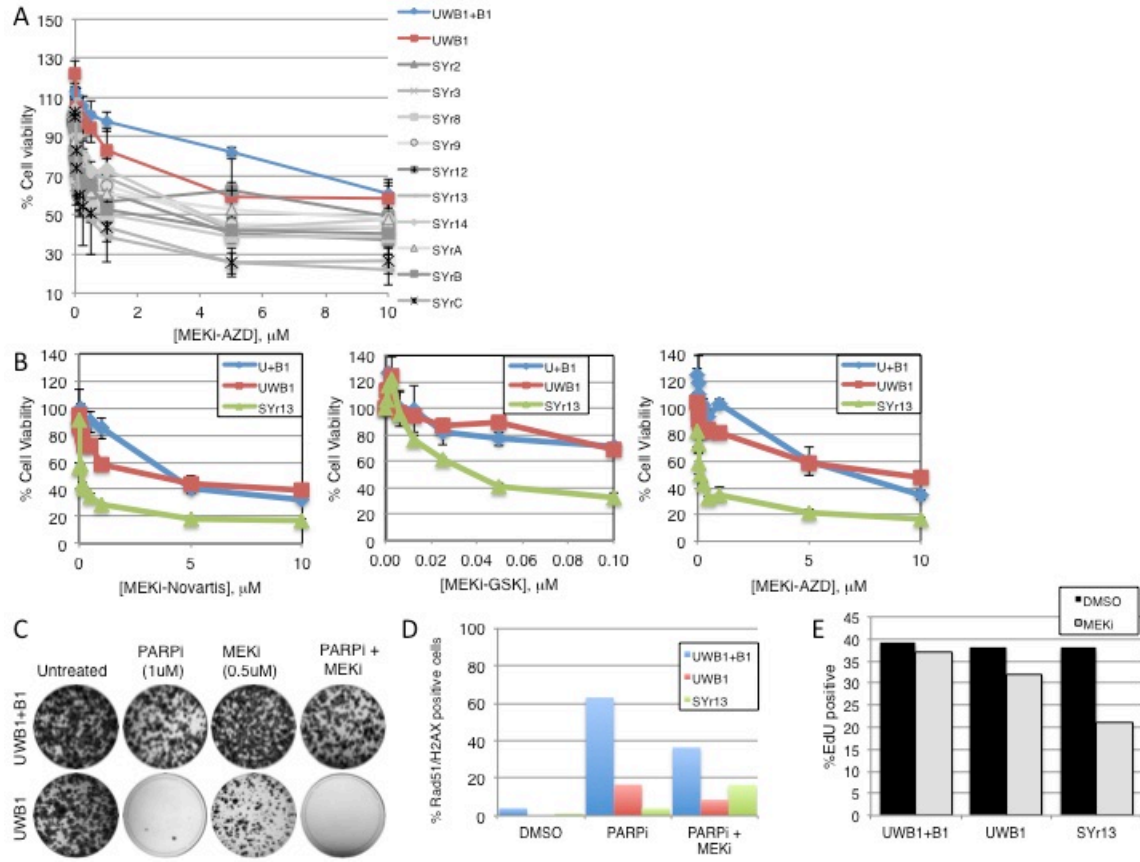 A
150
130
110
90
70
50
30
10
% Cell viability
0 2 4 6 8 10
[MEKi-AZD], μM
UWB1+B1
UWB1
SYr2
SYr3
SYr8
SYr9
SYr12
SYr13
SYr14
SYrA
SYrB
SYrC
B
140
120
100
80
60
40
20
0
% Cell Viability
0 5 10
[MEKi-Novartis], μM
U+B1
UWB1
SYr13
140
120
100
80
60
40
20
0
% Cell Viability
0.00 0.02 0.04 0.06 0.08 0.10
[MEKi-GSK], μM
U+B1
UWB1
SYr13
140
120
100
80
60
40
20
0
% Cell Viability
0 5 10
[MEKi-AZD], μM
U+B1
UWB1
SYr13
C
Untreated
PARPi
(1uM)
MEKi
(0.5uM)
PARPi +
MEKi
UWB1+B1
UWB1
D
100
80
60
40
20
0
% Rad51/H2AX positive cells
UWB1+B1
UWB1
SYr13
DMSO
PARPi
PARPi +
MEKi
E
DMSO
MEKi
45
40
35
30
25
20
15
10
5
0
%EdU positive
UWB1+B1
UWB1
SYr13